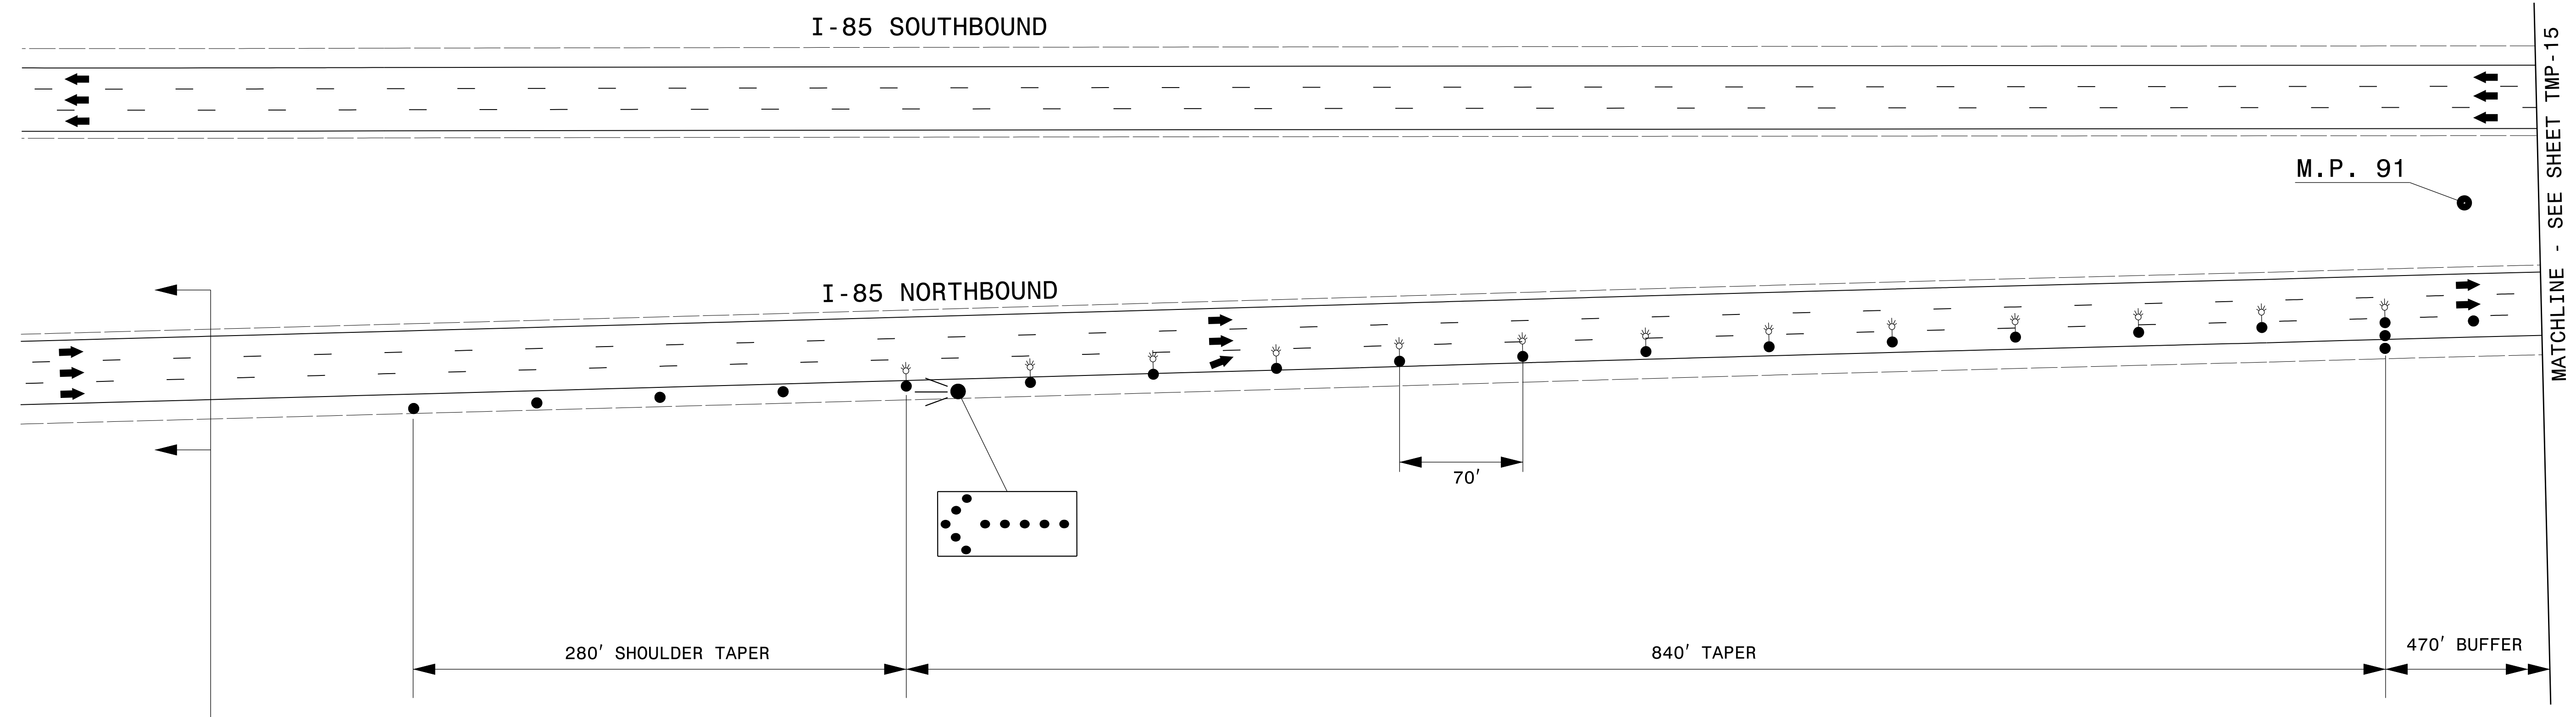 I-85 SOUTHBOUND
MATCHLINE - SEE SHEET TMP-15
M.P. 91
I-85 NORTHBOUND
70'
280' SHOULDER TAPER
840' TAPER
470' BUFFER